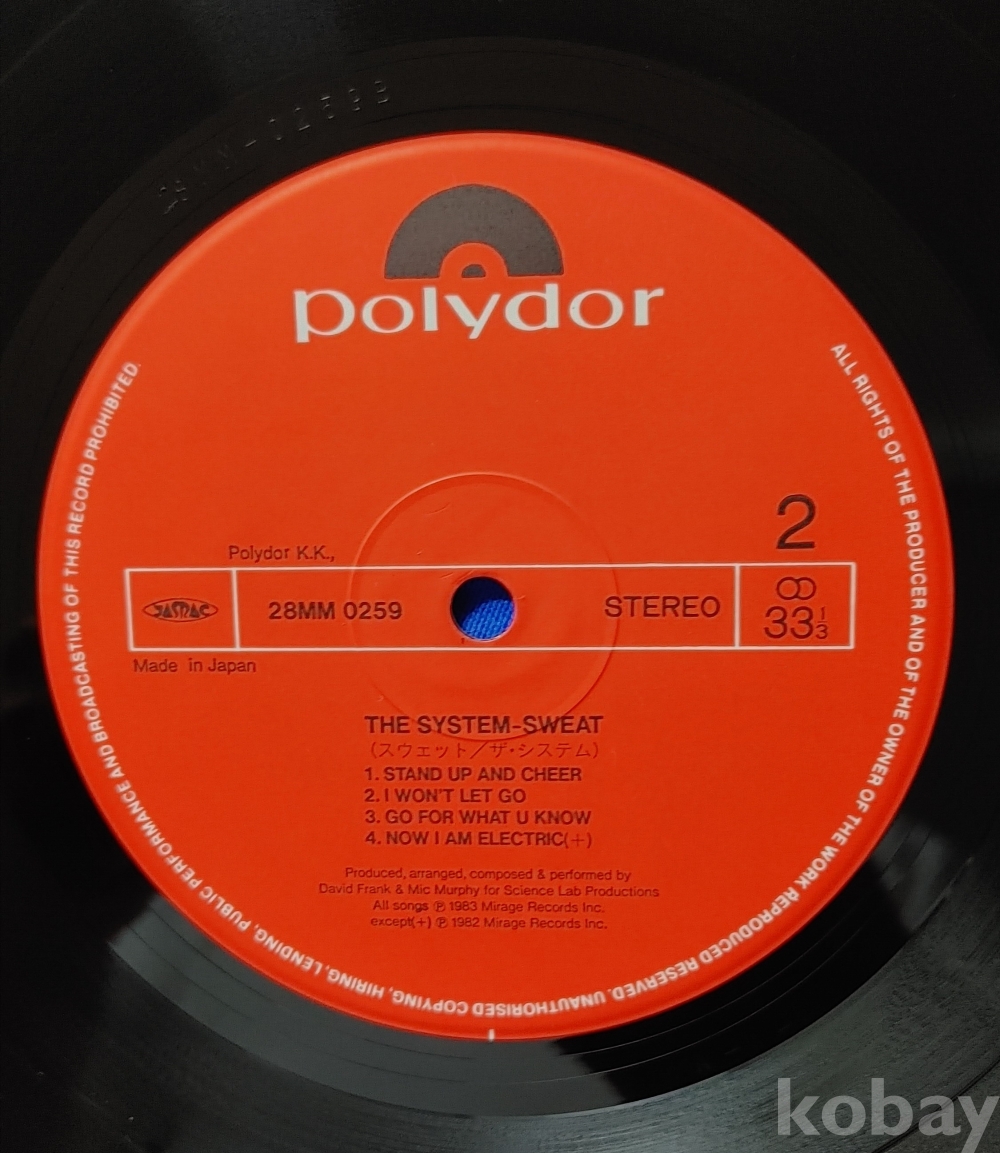 polydor
2
Polydor K.K.,
JASRAC
28MM 0259
STEREO
33 1/3
Made in Japan
THE SYSTEM-SWEAT
(スウェット/ザ・システム)
1. STAND UP AND CHEER
2. I WON'T LET GO
3. GO FOR WHAT U KNOW
4. NOW I AM ELECTRIC(+)
Produced, arranged, composed & performed by
David Frank & Mic Murphy for Science Lab Productions
All songs ℗ 1983 Mirage Records Inc.
except(+) ℗ 1982 Mirage Records Inc.
ALL RIGHTS OF THE PRODUCER AND OF THE OWNER OF THE WORK REPRODUCED RESERVED. UNAUTHORISED COPYING, HIRING, LENDING, PUBLIC PERFORMANCE AND BROADCASTING OF THIS RECORD PROHIBITED.
kobay